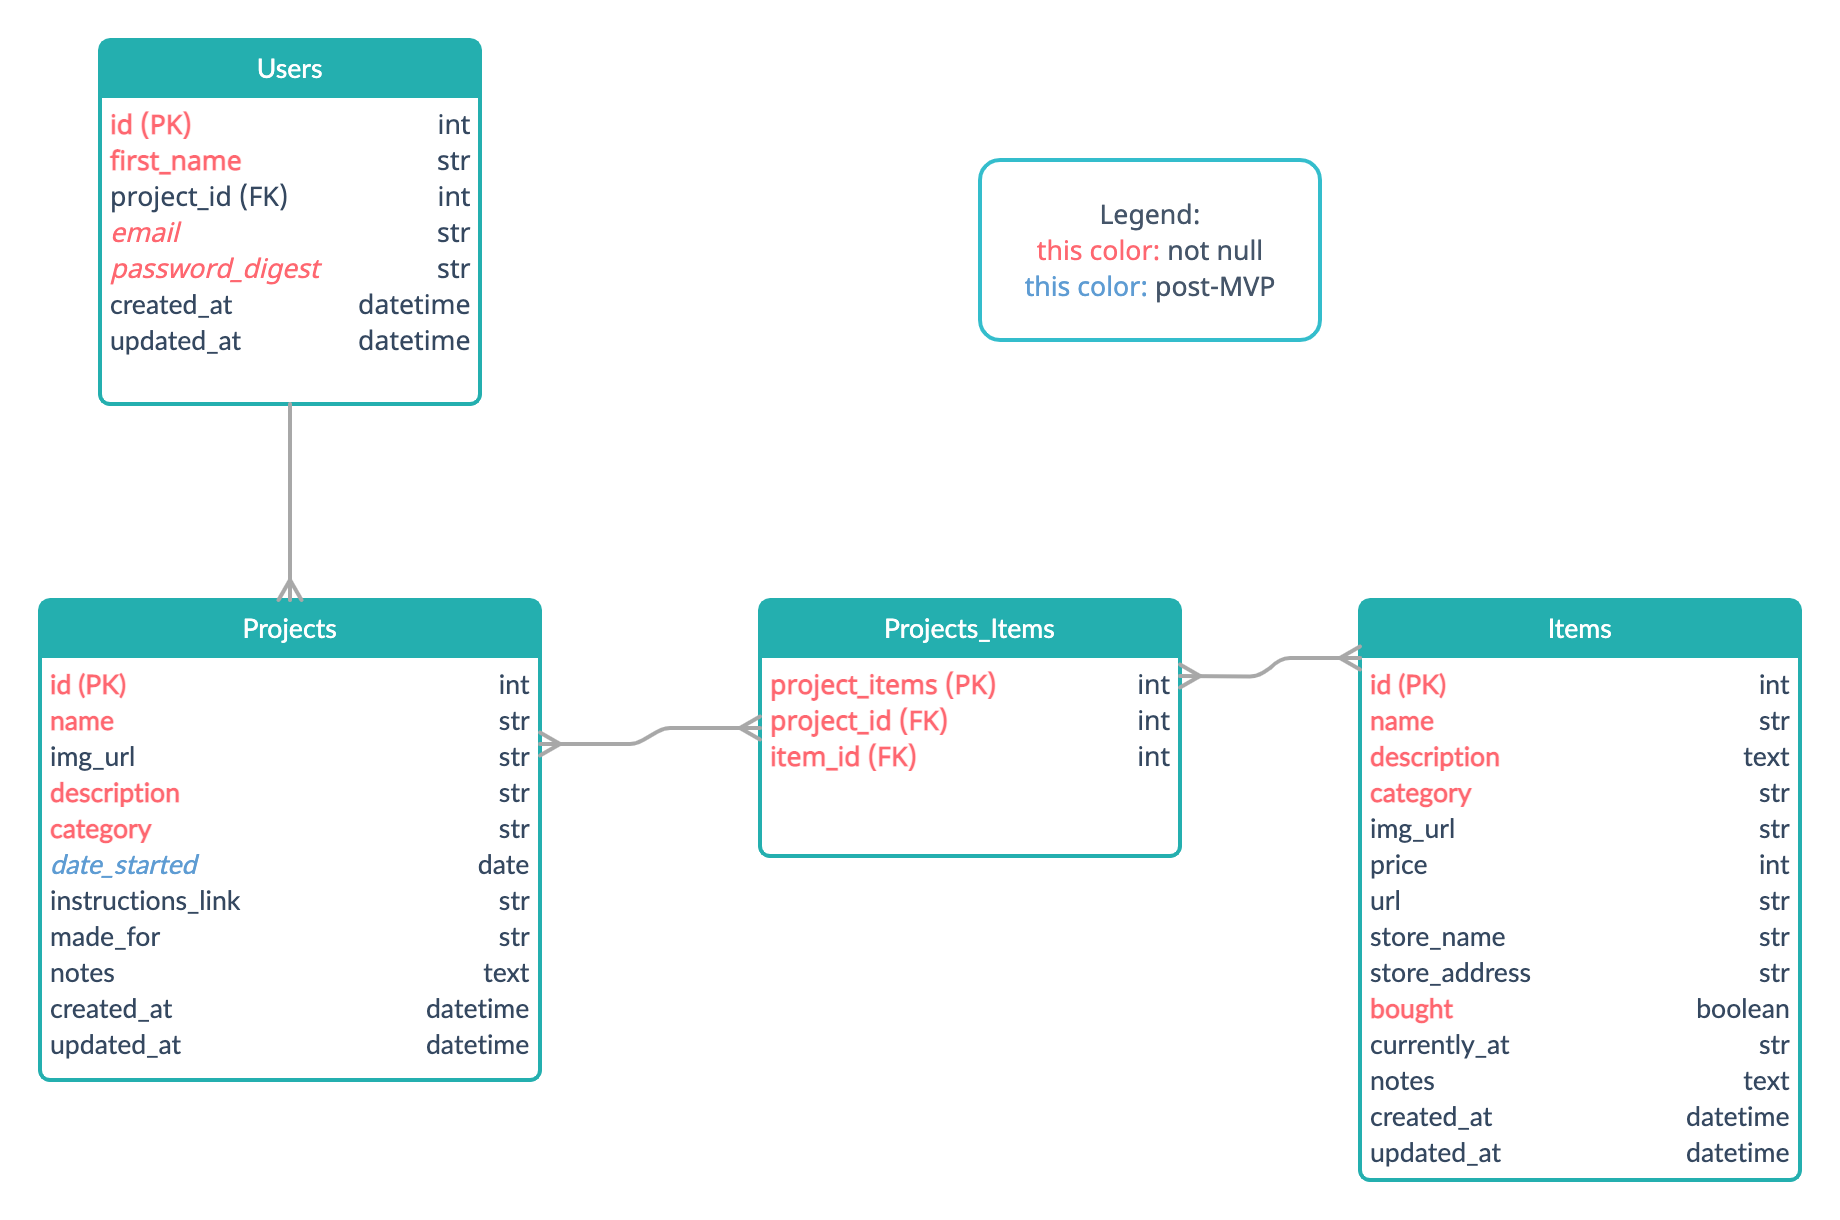 Users
id (PK) int
first_name str
project_id (FK) int
email str
password_digest str
created_at datetime
updated_at datetime
Legend:
this color: not null
this color: post-MVP
Projects
id (PK) int
name str
img_url str
description str
category str
date_started date
instructions_link str
made_for str
notes text
created_at datetime
updated_at datetime
Projects_Items
project_items (PK) int
project_id (FK) int
item_id (FK) int
Items
id (PK) int
name str
description text
category str
img_url str
price int
url str
store_name str
store_address str
bought boolean
currently_at str
notes text
created_at datetime
updated_at datetime